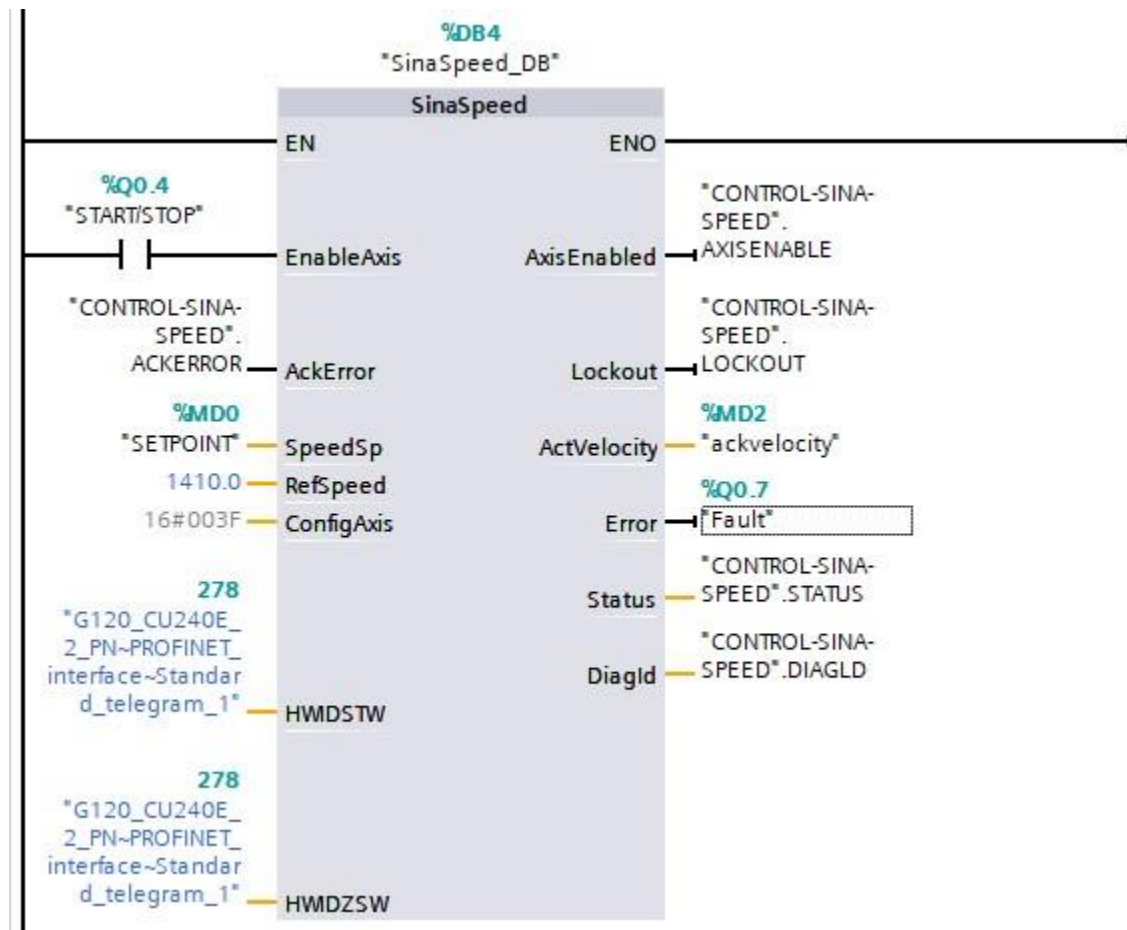 %DB4
"SinaSpeed_DB"
SinaSpeed
EN
ENO
%Q0.4
"START/STOP"
EnableAxis
AxisEnabled
"CONTROL-SINA-
SPEED".
AXISENABLE
"CONTROL-SINA-
SPEED".
ACKERROR
AckError
Lockout
"CONTROL-SINA-
SPEED".
LOCKOUT
%MD0
"SETPOINT"
SpeedSp
ActVelocity
%MD2
"ackvelocity"
1410.0
RefSpeed
16#003F
ConfigAxis
Error
%Q0.7
"Fault"
Status
"CONTROL-SINA-
SPEED".STATUS
DiagId
"CONTROL-SINA-
SPEED".DIAGLD
278
"G120_CU240E_
2_PN~PROFINET_
interface~Standar
d_telegram_1"
HWIDSTW
278
"G120_CU240E_
2_PN~PROFINET_
interface~Standar
d_telegram_1"
HWIDZSW